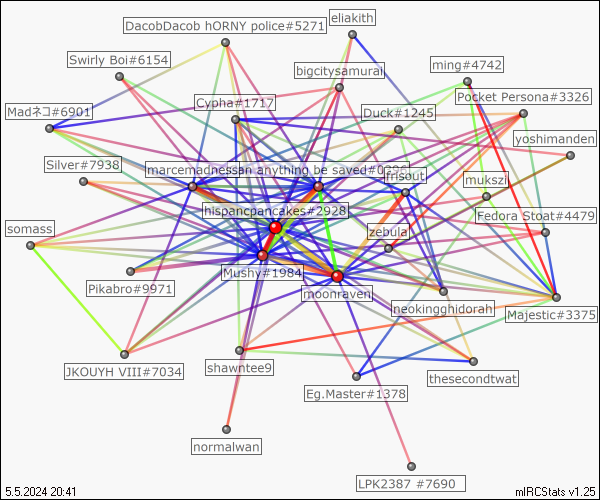 eliakith
DacobDacob hORNY police#5271
Swirly Boi#6154
bigcitysamurai
ming#4742
Pocket Persona#3326
Madネコ#6901
Cypha#1717
Duck#1245
yoshimanden
Silver#7938
marcemadnessan anything be saved#0
frisout
mukszi
hispancpancakes#2928
Fedora Stoat#4479
somass
zebula
Mushy#1984
Pikabro#9971
moonraven
neokingghidorah
Majestic#3375
JKOUYH VIII#7034
shawntee9
thesecondtwat
Eg.Master#1378
normalwan
LPK2387 #7690
5.5.2024 20:41
mIRCStats v1.25